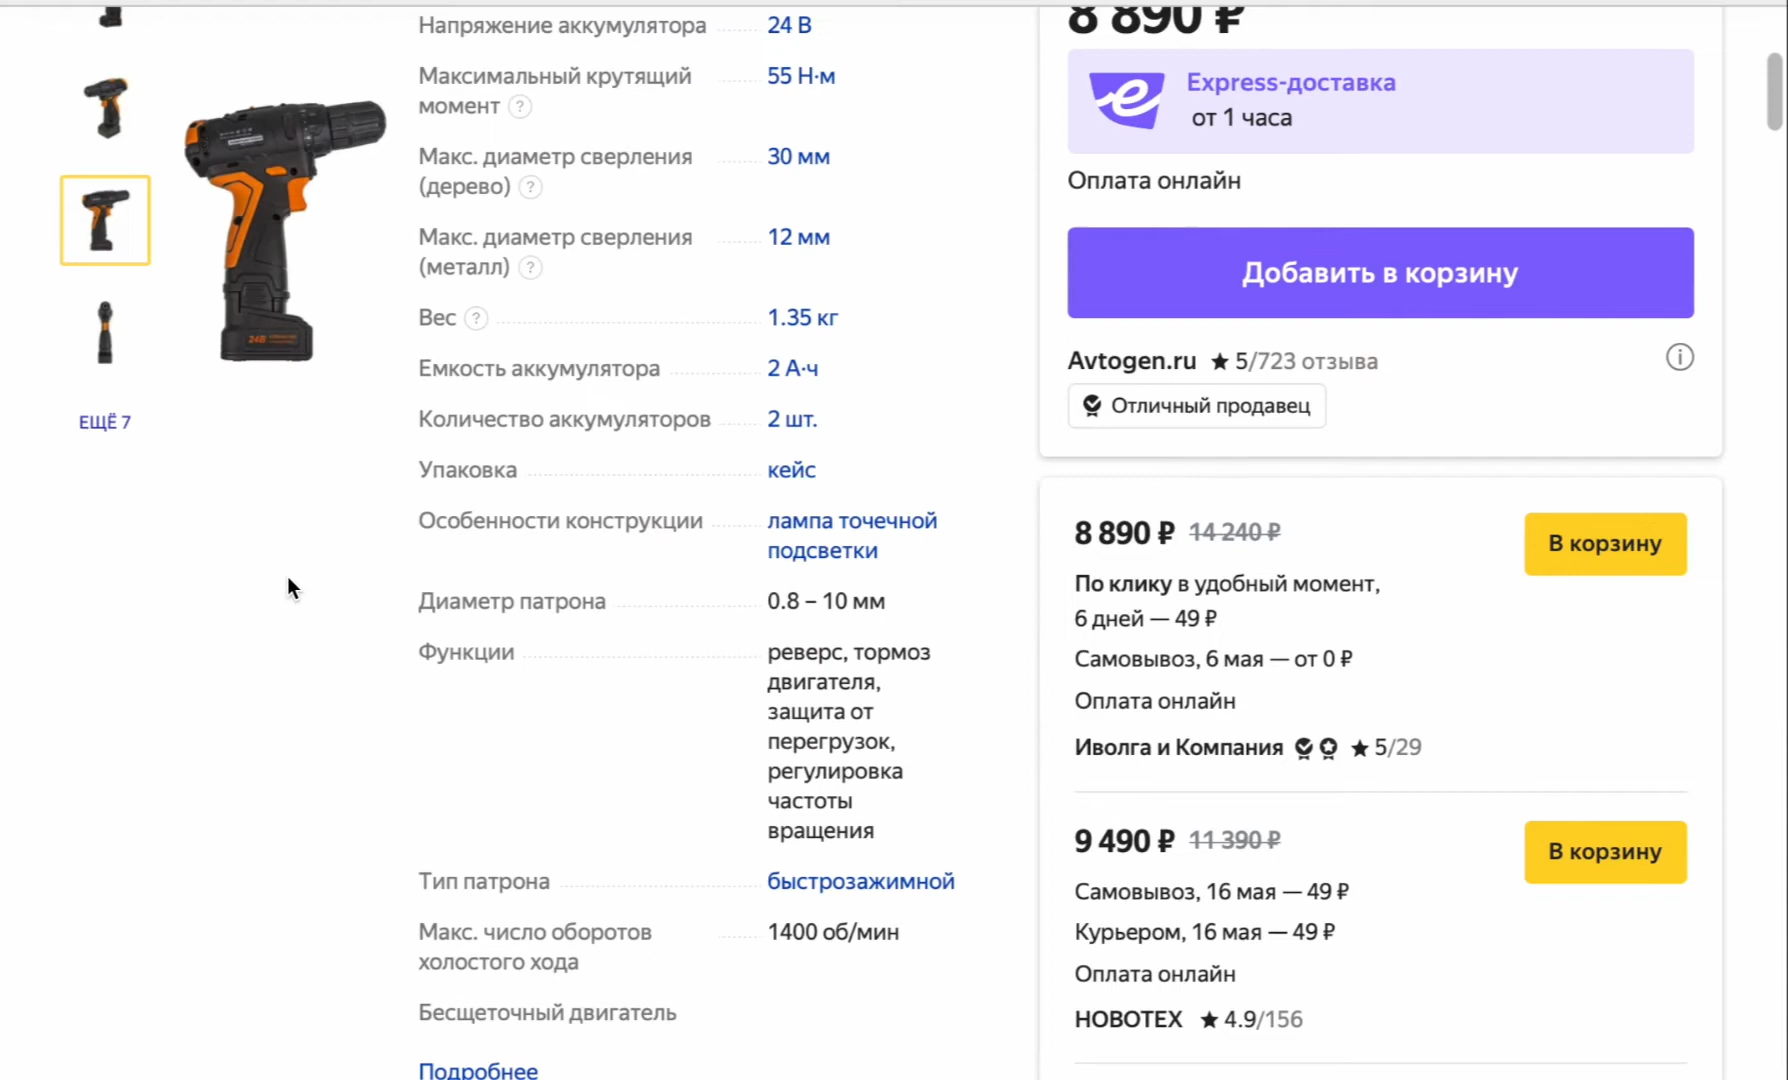 ЕЩЁ 7
24В
Напряжение аккумулятора 24 В
Максимальный крутящий 55 Н·м
момент ?
Макс. диаметр сверления 30 мм
(дерево) ?
Макс. диаметр сверления 12 мм
(металл) ?
Вес ? 1.35 кг
Емкость аккумулятора 2 А·ч
Количество аккумуляторов 2 шт.
Упаковка кейс
Особенности конструкции лампа точечной
подсветки
Диаметр патрона 0.8 – 10 мм
Функции реверс, тормоз
двигателя,
защита от
перегрузок,
регулировка
частоты
вращения
Тип патрона быстрозажимной
Макс. число оборотов 1400 об/мин
холостого хода
Бесщеточный двигатель
Подробнее
8 890 ₽
Express-доставка
от 1 часа
Оплата онлайн
Добавить в корзину
Avtogen.ru ★ 5/723 отзыва
Отличный продавец
8 890 ₽ 14 240 ₽
В корзину
По клику в удобный момент,
6 дней — 49 ₽
Самовывоз, 6 мая — от 0 ₽
Оплата онлайн
Иволга и Компания ★ 5/29
9 490 ₽ 11 390 ₽
В корзину
Самовывоз, 16 мая — 49 ₽
Курьером, 16 мая — 49 ₽
Оплата онлайн
НОВОТЕХ ★ 4.9/156